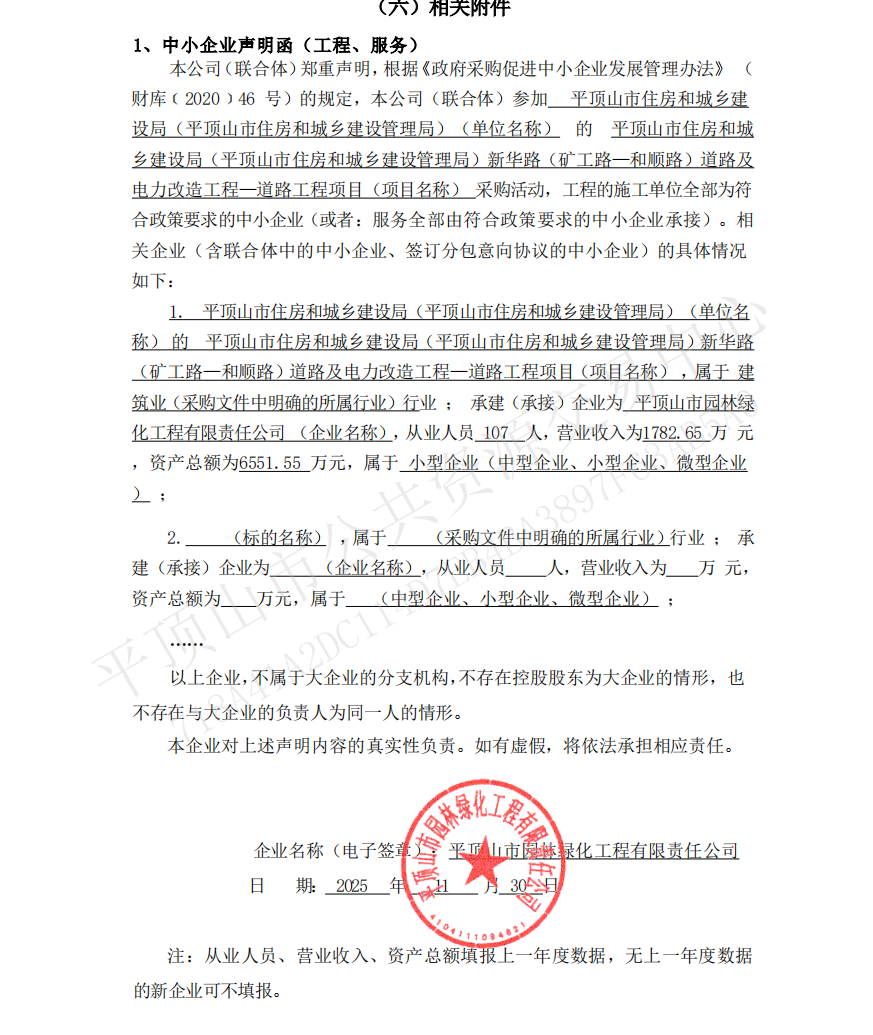 （六）相关附件
1、中小企业声明函（工程、服务）
本公司（联合体）郑重声明，根据《政府采购促进中小企业发展管理办法》（
财库﹝2020﹞46 号）的规定，本公司（联合体）参加 平顶山市住房和城乡建
设局（平顶山市住房和城乡建设管理局）（单位名称） 的 平顶山市住房和城
乡建设局（平顶山市住房和城乡建设管理局）新华路（矿工路—和顺路）道路及
电力改造工程—道路工程项目（项目名称） 采购活动，工程的施工单位全部为符
合政策要求的中小企业（或者：服务全部由符合政策要求的中小企业承接）。相
关企业（含联合体中的中小企业、签订分包意向协议的中小企业）的具体情况
如下：
1. 平顶山市住房和城乡建设局（平顶山市住房和城乡建设管理局）（单位名
称） 的 平顶山市住房和城乡建设局（平顶山市住房和城乡建设管理局）新华路
（矿工路—和顺路）道路及电力改造工程—道路工程项目（项目名称） ，属于 建
筑业（采购文件中明确的所属行业）行业 ； 承建（承接）企业为 平顶山市园林绿
化工程有限责任公司 （企业名称），从业人员 107 人，营业收入为1782.65 万 元
，资产总额为6551.55 万元，属于 小型企业（中型企业、小型企业、微型企业
） ；
2. （标的名称） ，属于 （采购文件中明确的所属行业）行业 ； 承
建（承接）企业为 （企业名称），从业人员 人，营业收入为 万 元，
资产总额为 万元，属于 （中型企业、小型企业、微型企业） ；
……
以上企业，不属于大企业的分支机构，不存在控股股东为大企业的情形，也
不存在与大企业的负责人为同一人的情形。
本企业对上述声明内容的真实性负责。如有虚假，将依法承担相应责任。
企业名称（电子签章）：平顶山市园林绿化工程有限责任公司
日 期：2025 年 11 月 30 日
平顶山市园林绿化工程有限责任公司
4104111094621
注：从业人员、营业收入、资产总额填报上一年度数据，无上一年度数据
的新企业可不填报。
平顶山市公共资源交易中心